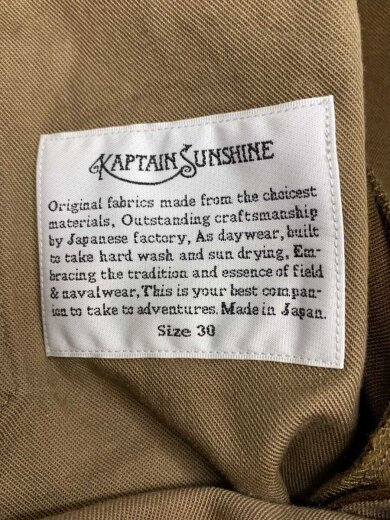 KAPTAIN SUNSHINE
Original fabrics made from the choicest
materials, Outstanding craftsmanship
by Japanese factory, As daywear, built
to take hard wash and sun drying, Em-
bracing the tradition and essence of field
& navalwear, This is your best compan-
ion to take to adventures. Made in Japan.
Size 30